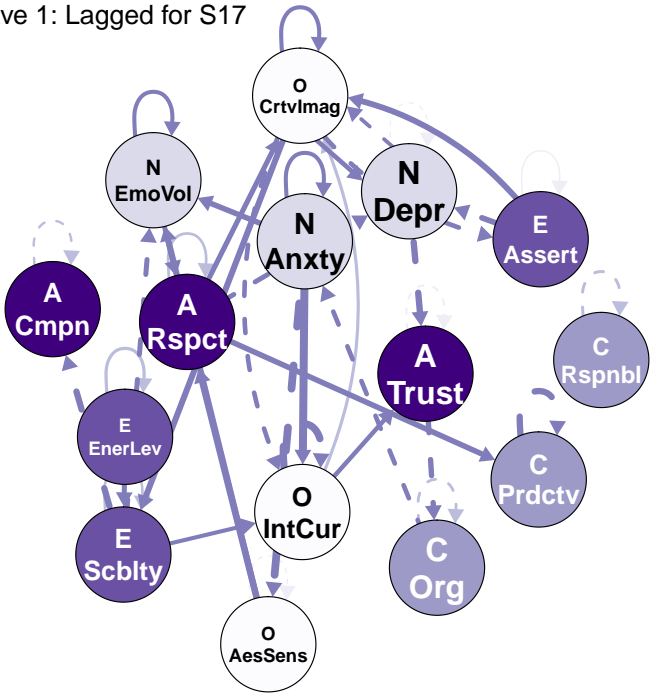 ve 1: Lagged for S17
O
CrtvImag
N
EmoVol
N
Depr
N
Anxty
E
Assert
A
Cmpn
A
Rspct
C
Rspnbl
A
Trust
E
EnerLev
C
Prdctv
O
IntCur
E
Scblty
C
Org
O
AesSens